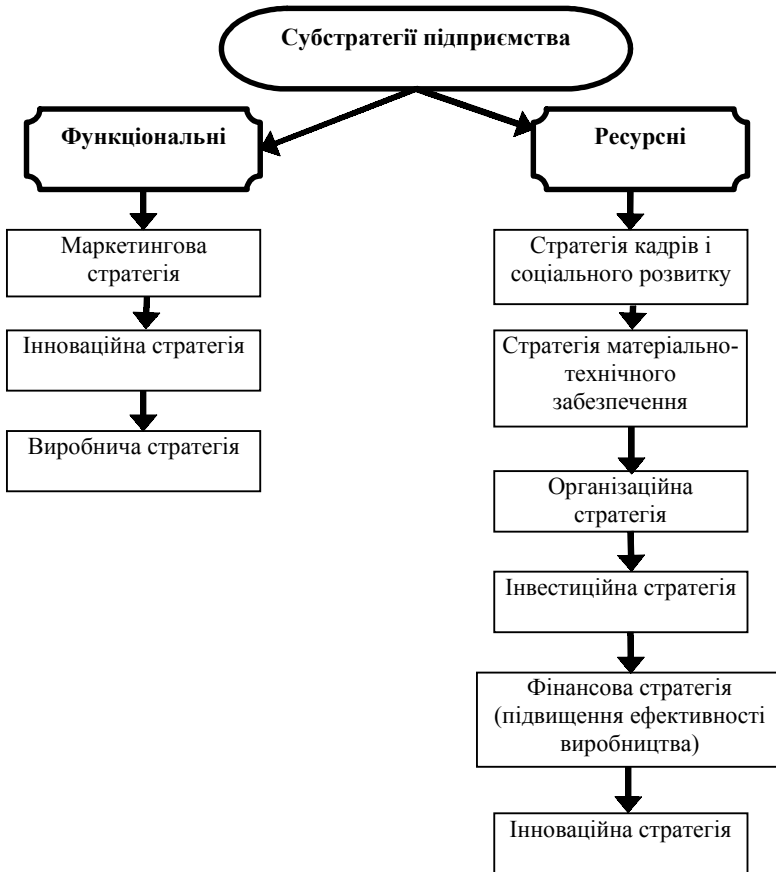 Субстратегії підприємства
Функціональні
Маркетингова
стратегія
Інноваційна стратегія
Виробнича стратегія
Ресурсні
Стратегія кадрів і
соціального розвитку
Стратегія матеріально-
технічного
забезпечення
Організаційна
стратегія
Інвестиційна стратегія
Фінансова стратегія
(підвищення ефективності
виробництва)
Інноваційна стратегія